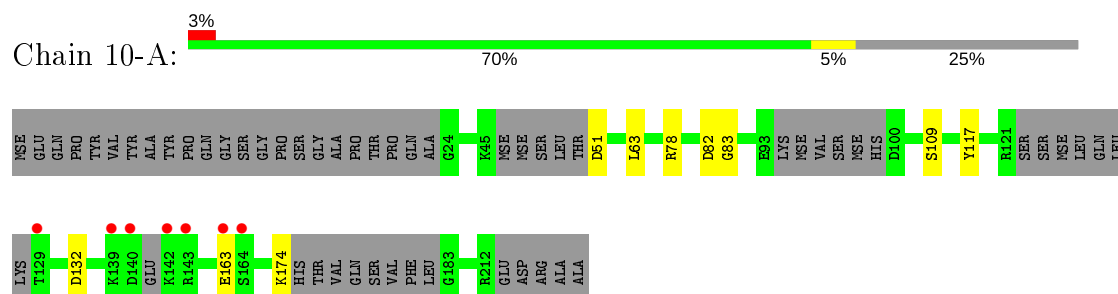 3%
Chain 10-A:
70% 5% 25%
MSE GLU GLN PRO TYR VAL TYR ALA TYR PRO GLN GLY SER GLY PRO SER GLY ALA PRO THR PRO GLN ALA G24 K45 MSE MSE SER LEU THR D51 L63 R78 D82 G83 E93 LYS MSE VAL SER MSE HIS D100 S109 Y117 R121 SER SER MSE LEU GLN LEU
LYS T129 D132 K139 D140 GLU K142 R143 E163 S164 K174 HIS THR VAL GLN SER VAL PHE LEU G183 R212 GLU ASP ARG ALA ALA